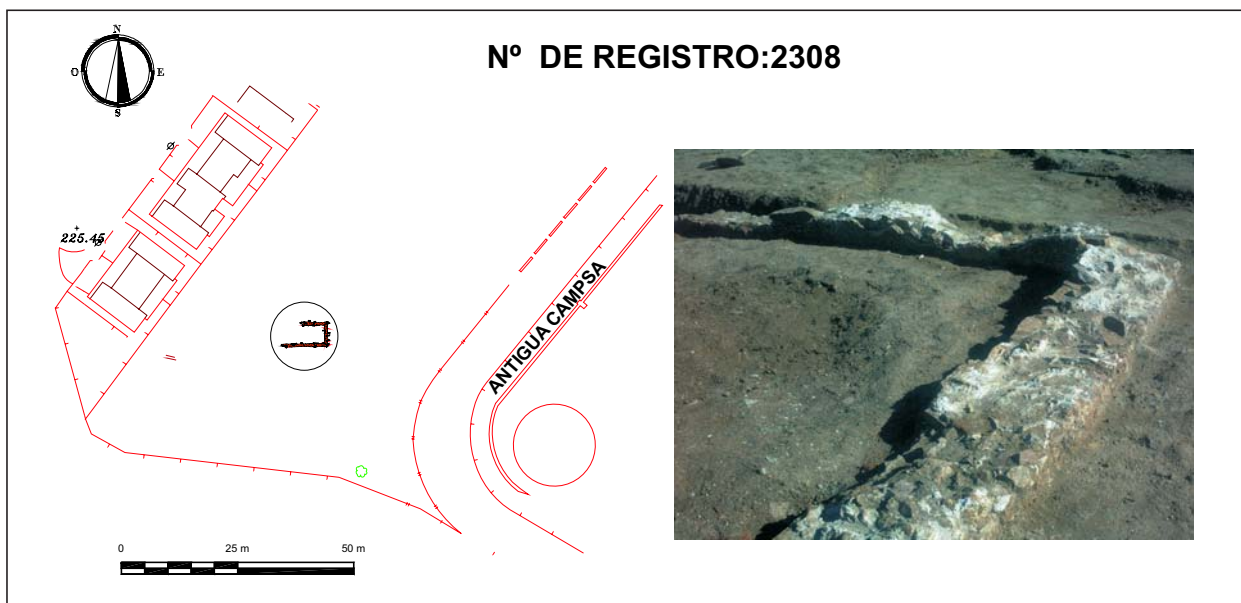 Nº DE REGISTRO:2308
N
O E
S
225.45
ANTIGUA CAMPSA
0 25 m 50 m